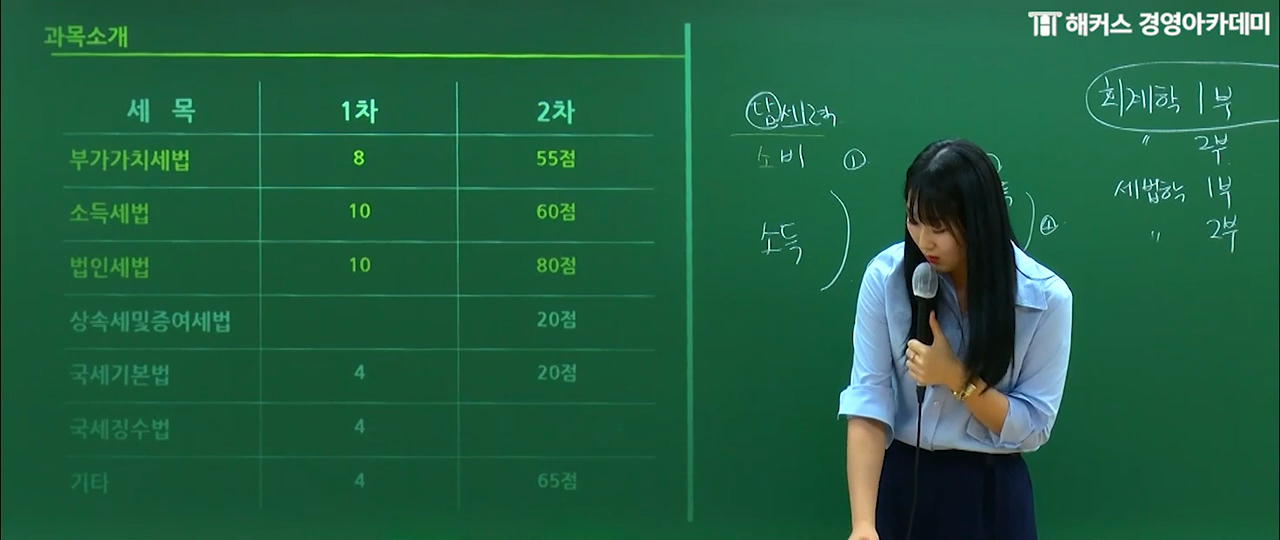 과목소개
해커스 경영아카데미
세 목 1차 2차
부가가치세법 8 55점
소득세법 10 60점
법인세법 10 80점
상속세및증여세법 20점
국세기본법 4 20점
국세징수법 4
기타 4 65점
담세력
소비 ①
소득
④
회계학 1부
" 2부
세법학 1부
" 2부